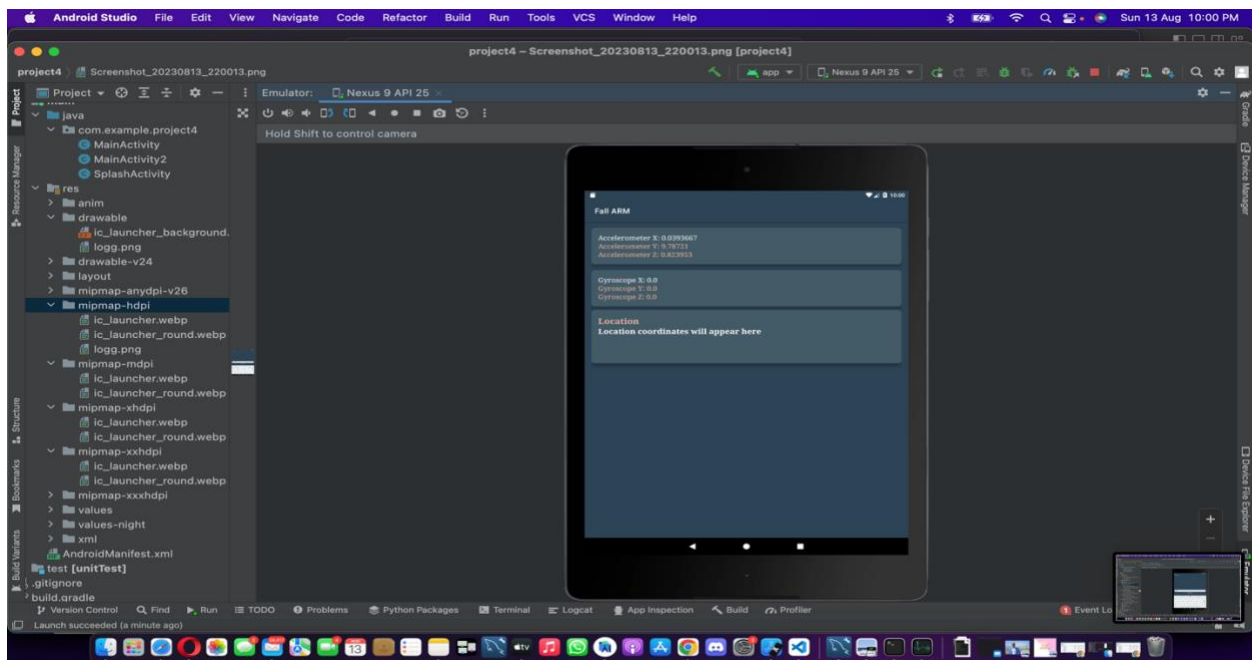 Android Studio File Edit View Navigate Code Refactor Build Run Tools VCS Window Help Sun 13 Aug 10:00 PM
project4 – Screenshot_20230813_220013.png [project4]
project4 Screenshot_20230813_220013.png app Nexus 9 API 25
Project Emulator: Nexus 9 API 25
Hold Shift to control camera
java
com.example.project4
MainActivity
MainActivity2
SplashActivity
res
anim
drawable
ic_launcher_background.
logg.png
drawable-v24
layout
mipmap-anydpi-v26
mipmap-hdpi
ic_launcher.webp
ic_launcher_round.webp
logg.png
mipmap-mdpi
ic_launcher.webp
ic_launcher_round.webp
mipmap-xhdpi
ic_launcher.webp
ic_launcher_round.webp
mipmap-xxhdpi
ic_launcher.webp
ic_launcher_round.webp
mipmap-xxxhdpi
values
values-night
xml
AndroidManifest.xml
test [unitTest]
.gitignore
build.gradle
Project
Resource Manager
Structure
Bookmarks
Build Variants
10:00
Fall ARM
Accelerometer X: 0.0393667
Accelerometer Y: 9.78721
Accelerometer Z: 0.823953
Gyroscope X: 0.0
Gyroscope Y: 0.0
Gyroscope Z: 0.0
Location
Location coordinates will appear here
Gradle
Device Manager
Device File Explorer
Emulator
Version Control Find Run TODO Problems Python Packages Terminal Logcat App Inspection Build Profiler Event Lo
Launch succeeded (a minute ago)
13
tv